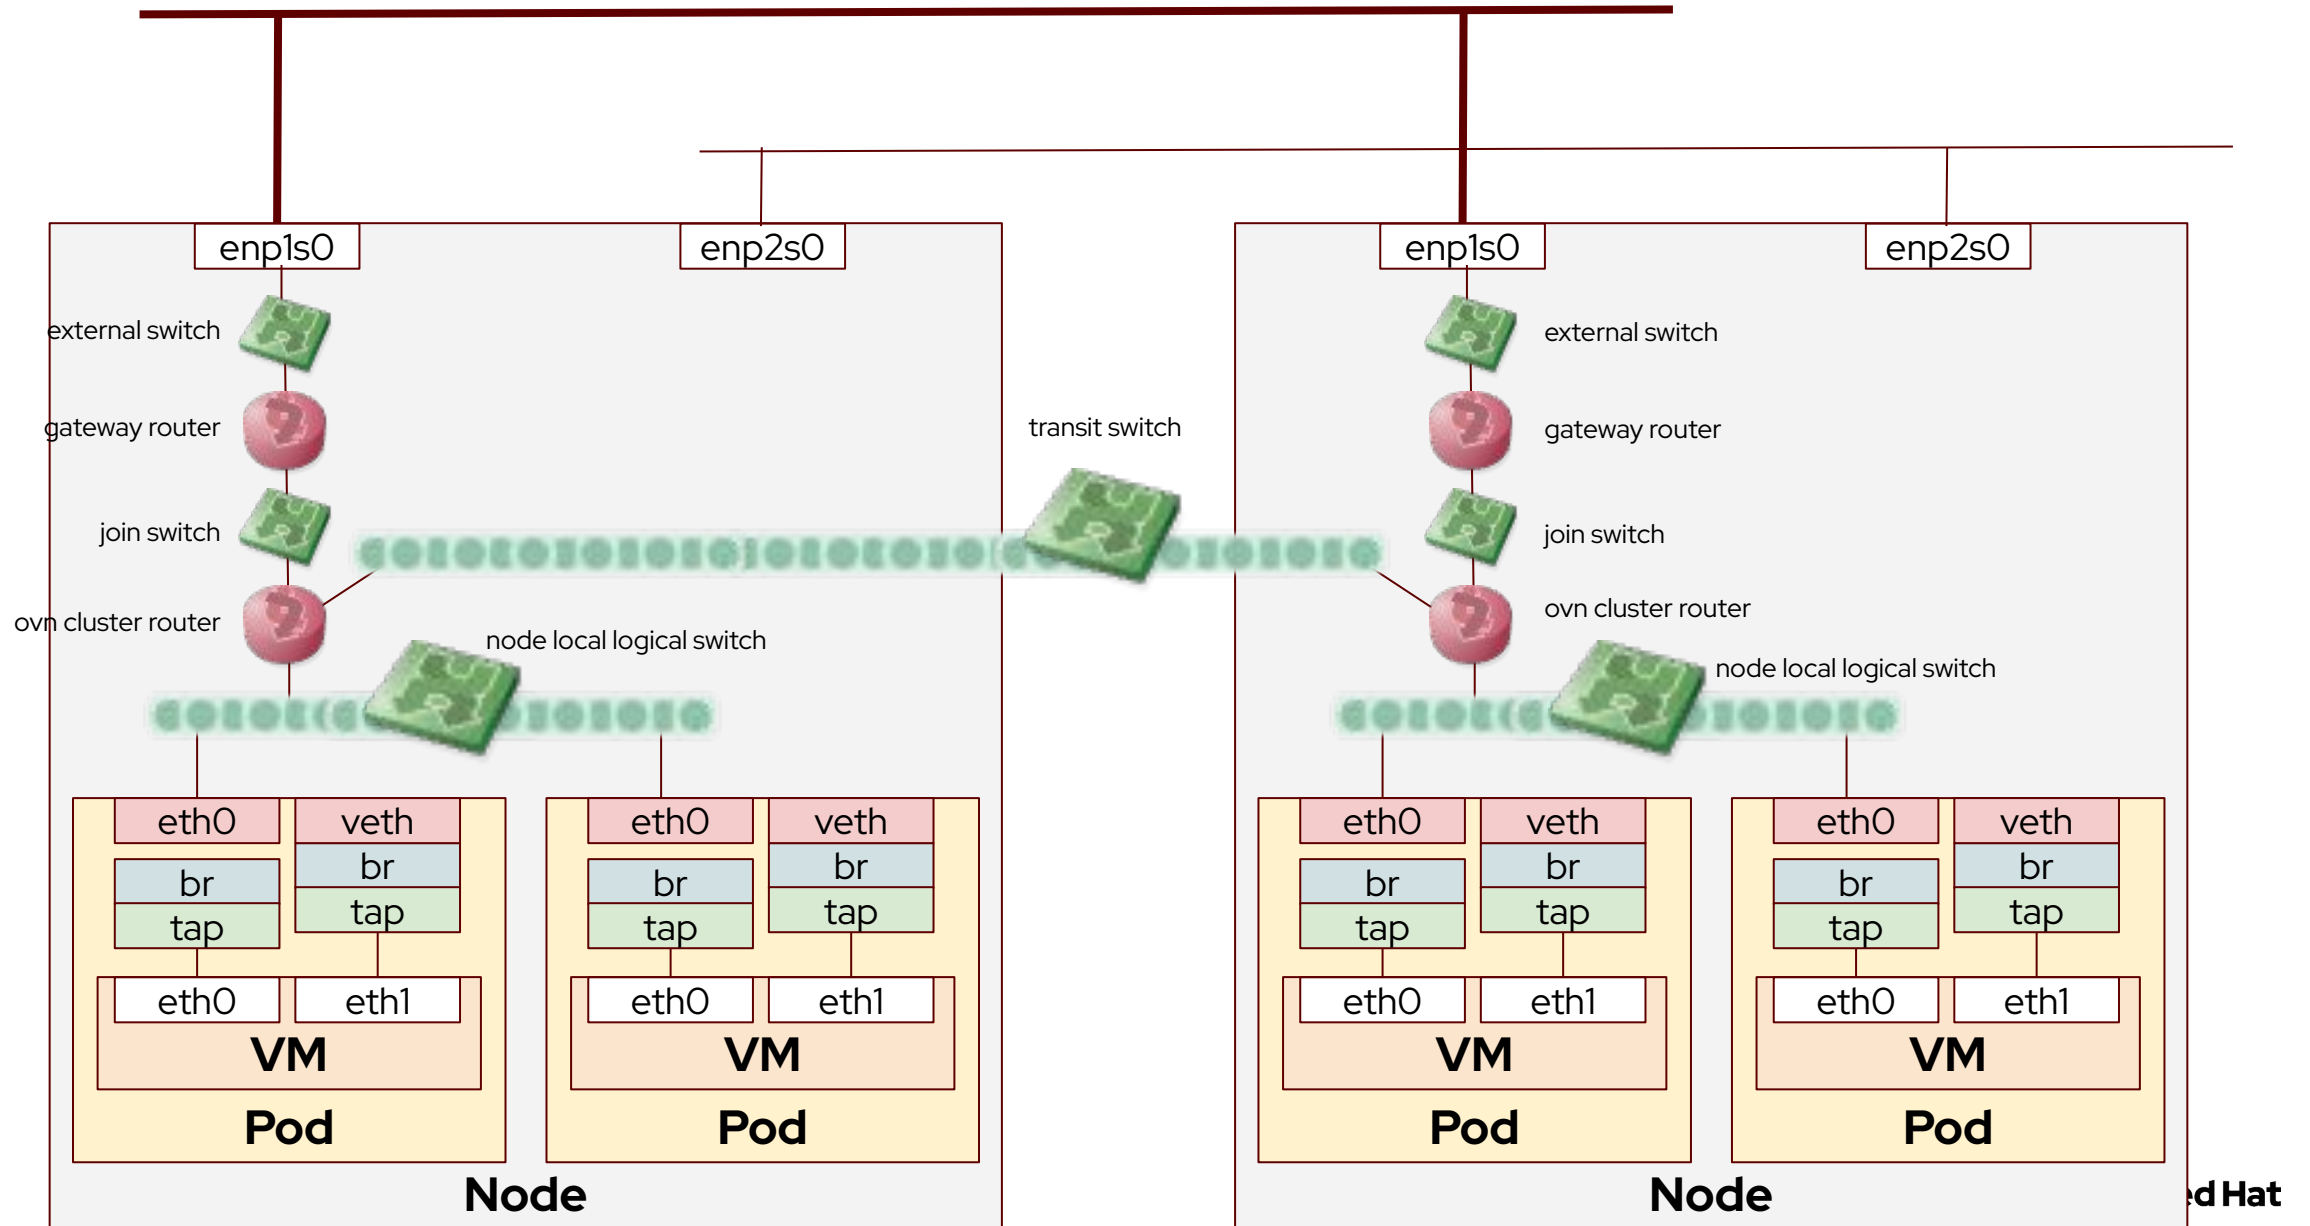 enp1s0
enp2s0
enp1s0
enp2s0
external switch
external switch
gateway router
transit switch
gateway router
join switch
join switch
ovn cluster router
ovn cluster router
node local logical switch
node local logical switch
eth0 veth eth0 veth eth0 veth eth0 veth
br br br br br br br br
tap tap tap tap tap tap tap tap
eth0 eth1 eth0 eth1 eth0 eth1 eth0 eth1
VM VM VM VM
Pod Pod Pod Pod
Node Node
ed Hat